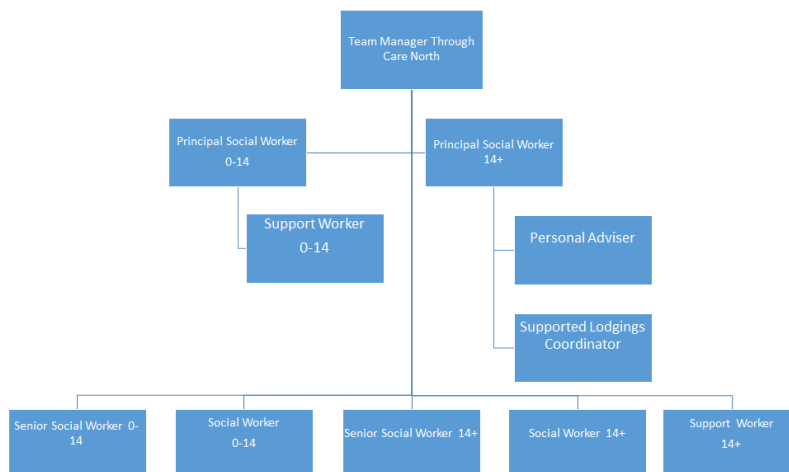 Team Manager Through
Care North
Principal Social Worker
0-14
Principal Social Worker
14+
Support Worker
0-14
Personal Adviser
Supported Lodgings
Coordinator
Senior Social Worker 0-
14
Social Worker
0-14
Senior Social Worker 14+
Social Worker 14+
Support Worker
14+